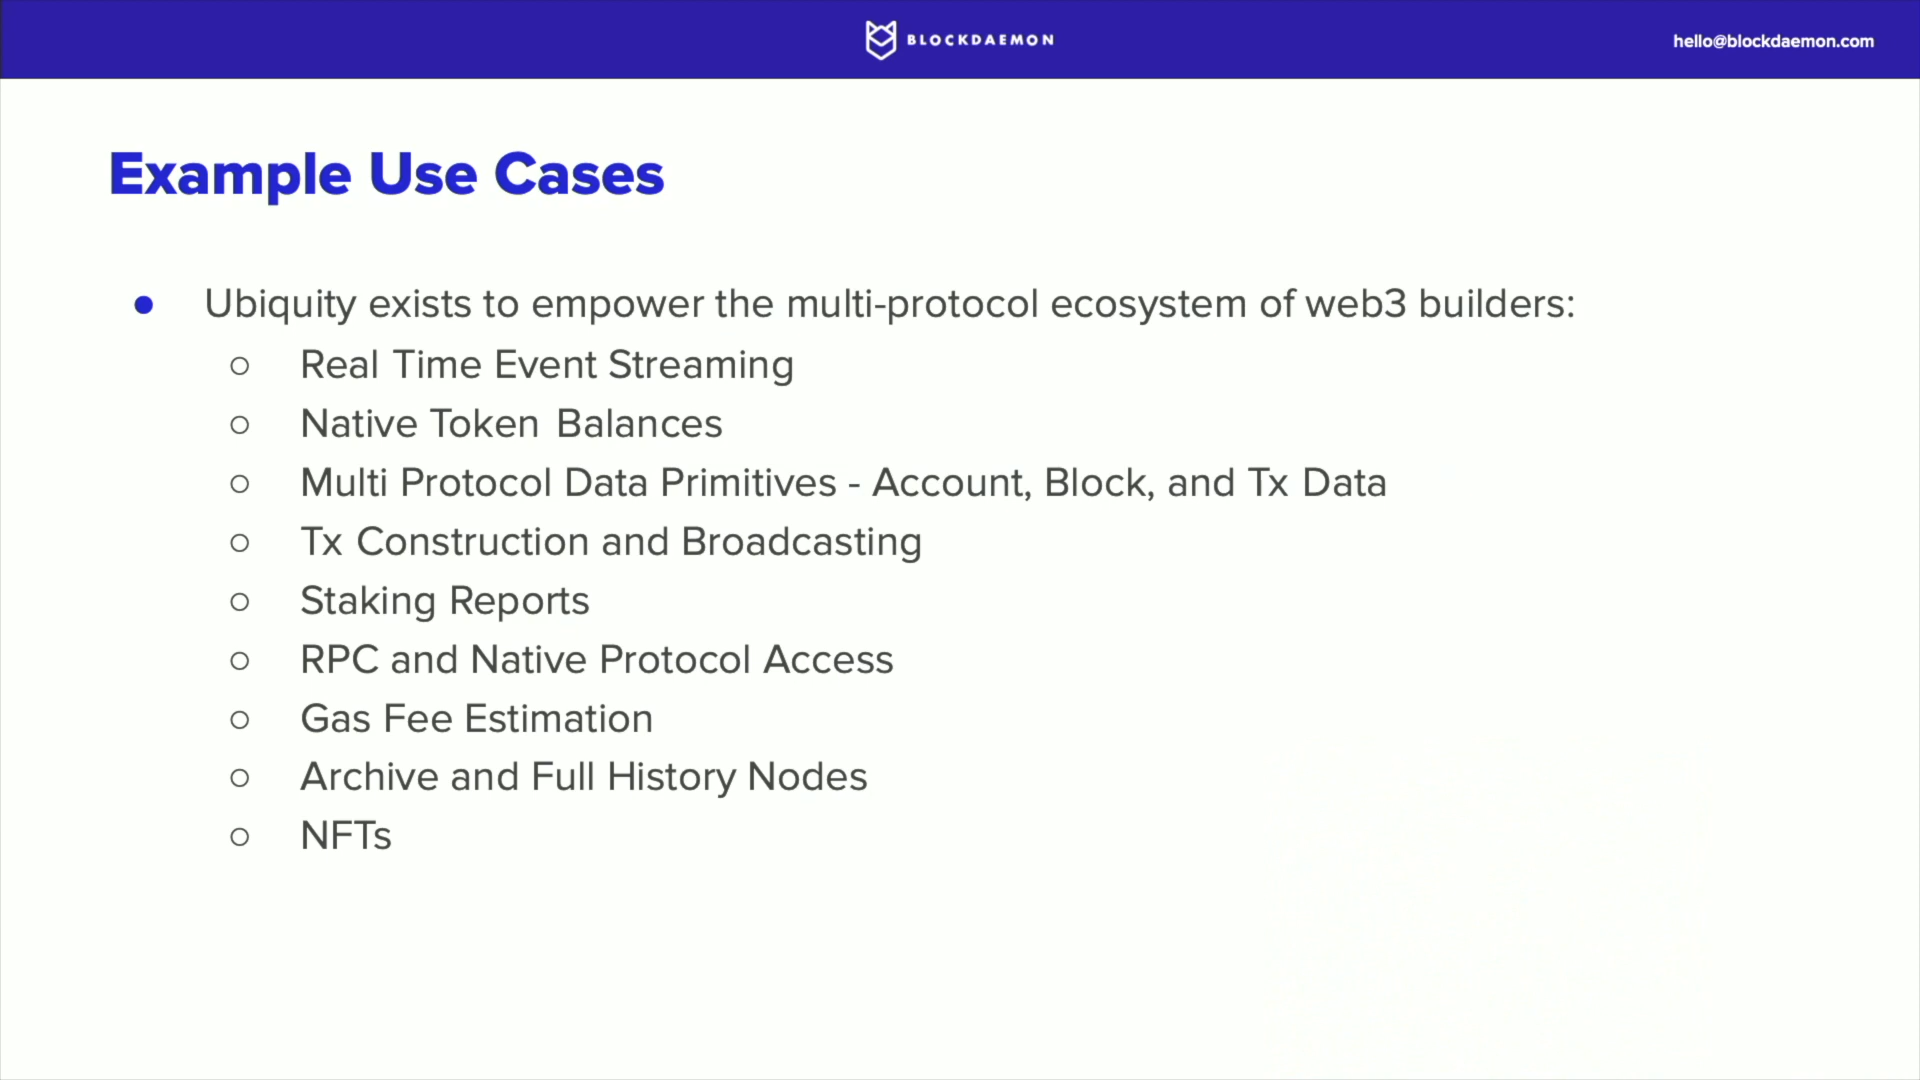 BLOCKDAEMON
hello@blockdaemon.com
Example Use Cases
● Ubiquity exists to empower the multi-protocol ecosystem of web3 builders:
○ Real Time Event Streaming
○ Native Token Balances
○ Multi Protocol Data Primitives - Account, Block, and Tx Data
○ Tx Construction and Broadcasting
○ Staking Reports
○ RPC and Native Protocol Access
○ Gas Fee Estimation
○ Archive and Full History Nodes
○ NFTs